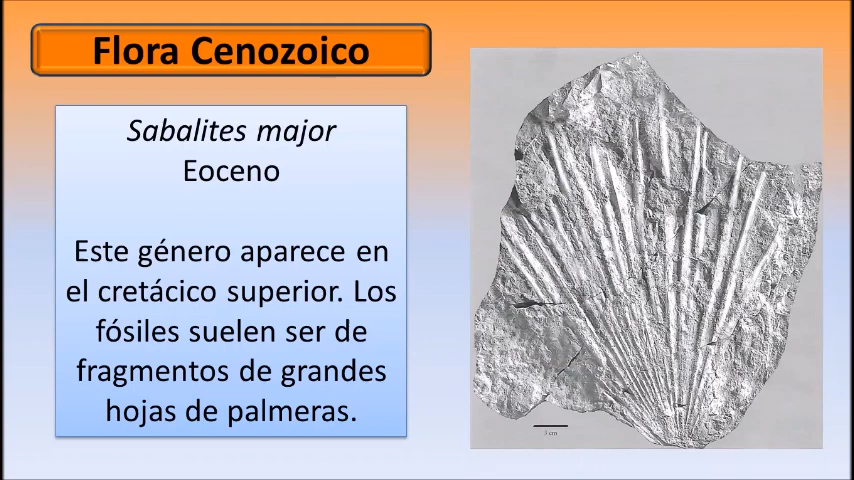 Flora Cenozoico
Sabalites major
Eoceno
Este género aparece en
el cretácico superior. Los
fósiles suelen ser de
fragmentos de grandes
hojas de palmeras.